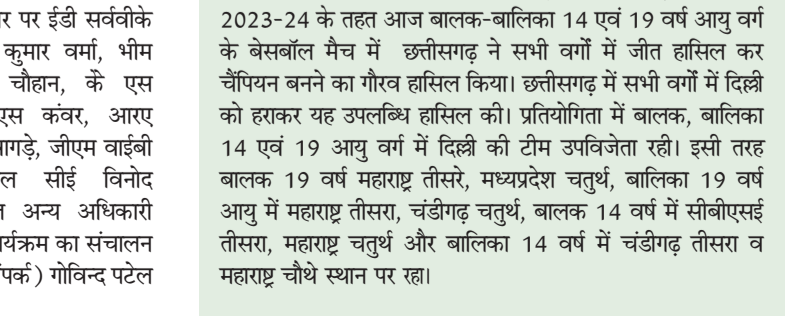 र पर ईडी सर्ववीके
कुमार वर्मा, भीम
चौहान, के एस
एस कंवर, आरए
गड़े, जीएम वाईबी
ल सीई विनोद
अन्य अधिकारी
र्यक्रम का संचालन
पर्क) गोविन्द पटेल
2023-24 के तहत आज बालक-बालिका 14 एवं 19 वर्ष आयु वर्ग
के बेसबॉल मैच में छत्तीसगढ़ ने सभी वर्गों में जीत हासिल कर
चैंपियन बनने का गौरव हासिल किया। छत्तीसगढ़ में सभी वर्गों में दिल्ली
को हराकर यह उपलब्धि हासिल की। प्रतियोगिता में बालक, बालिका
14 एवं 19 आयु वर्ग में दिल्ली की टीम उपविजेता रही। इसी तरह
बालक 19 वर्ष महाराष्ट्र तीसरे, मध्यप्रदेश चतुर्थ, बालिका 19 वर्ष
आयु में महाराष्ट्र तीसरा, चंडीगढ़ चतुर्थ, बालक 14 वर्ष में सीबीएसई
तीसरा, महाराष्ट्र चतुर्थ और बालिका 14 वर्ष में चंडीगढ़ तीसरा व
महाराष्ट्र चौथे स्थान पर रहा।